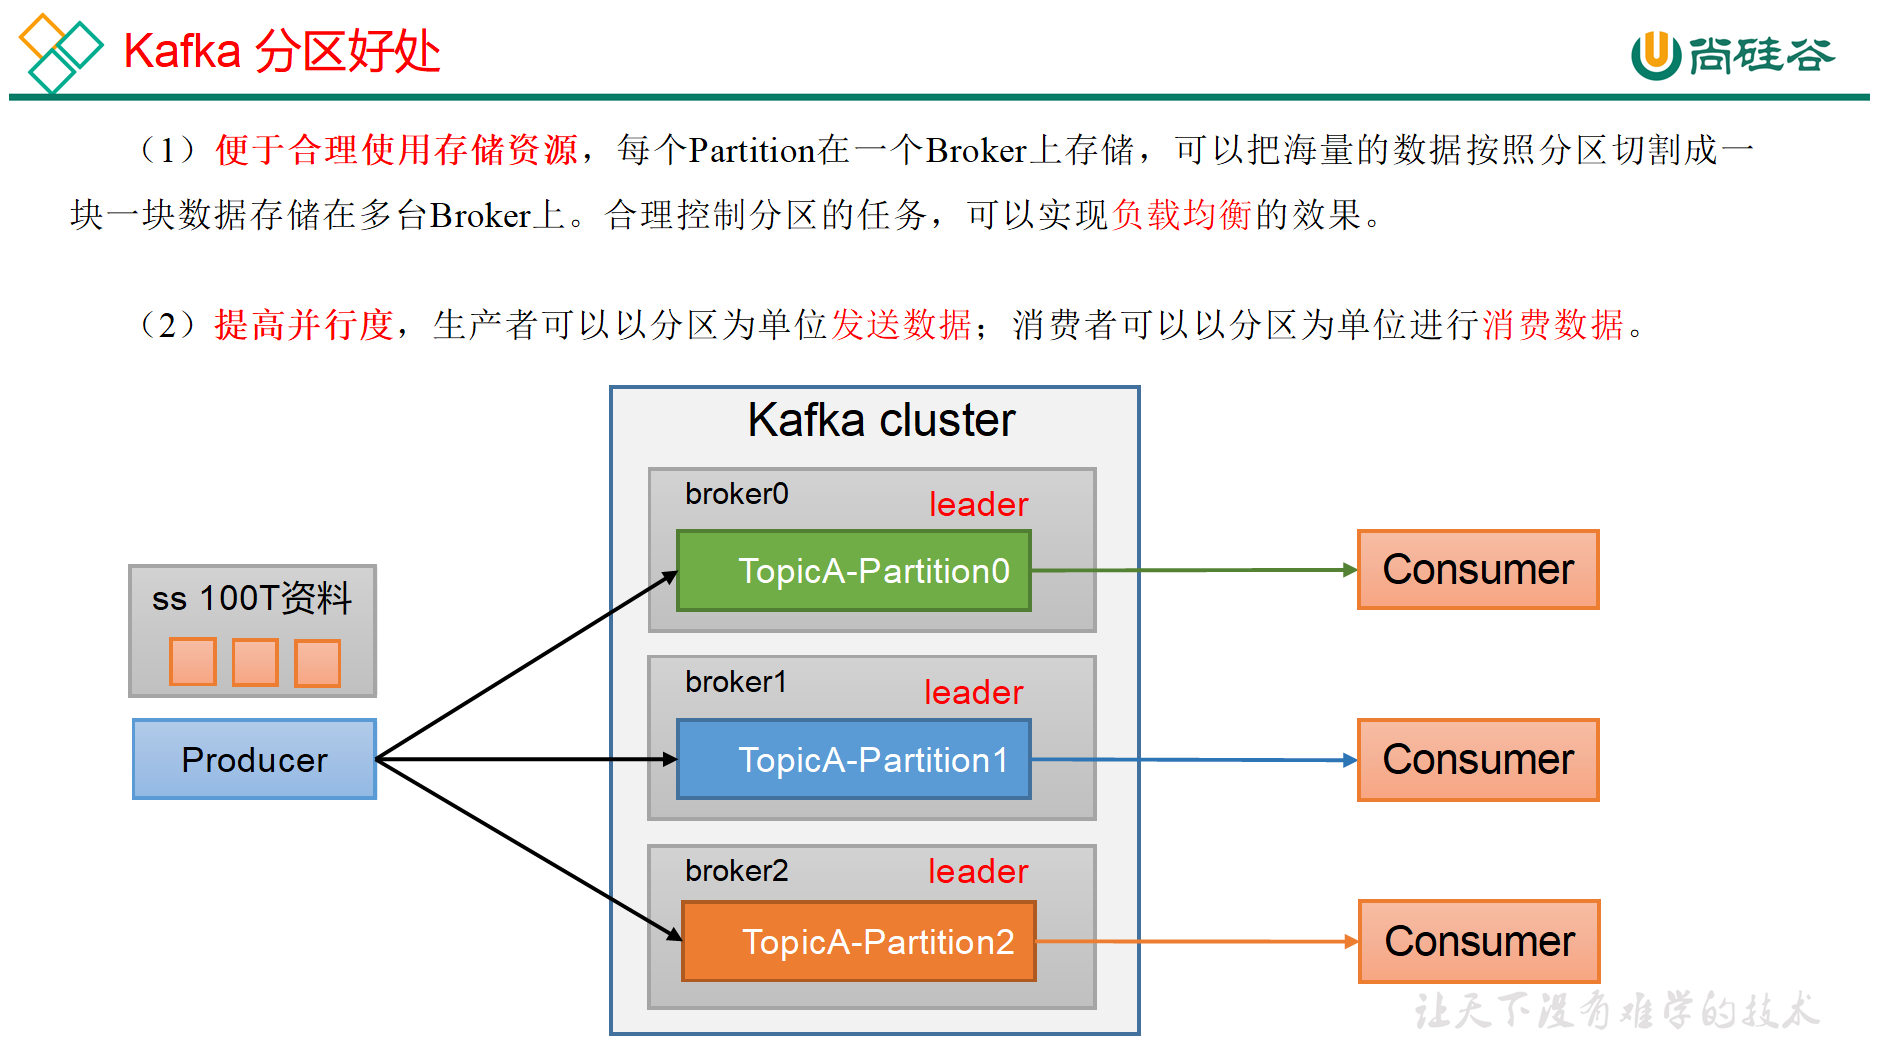 Kafka 分区好处
尚硅谷
（1）便于合理使用存储资源，每个Partition在一个Broker上存储，可以把海量的数据按照分区切割成一
块一块数据存储在多台Broker上。合理控制分区的任务，可以实现负载均衡的效果。
（2）提高并行度，生产者可以以分区为单位发送数据；消费者可以以分区为单位进行消费数据。
Kafka cluster
broker0
leader
TopicA-Partition0
Consumer
ss 100T资料
broker1
leader
Producer
TopicA-Partition1
Consumer
broker2
leader
TopicA-Partition2
Consumer
让天下没有难学的技术